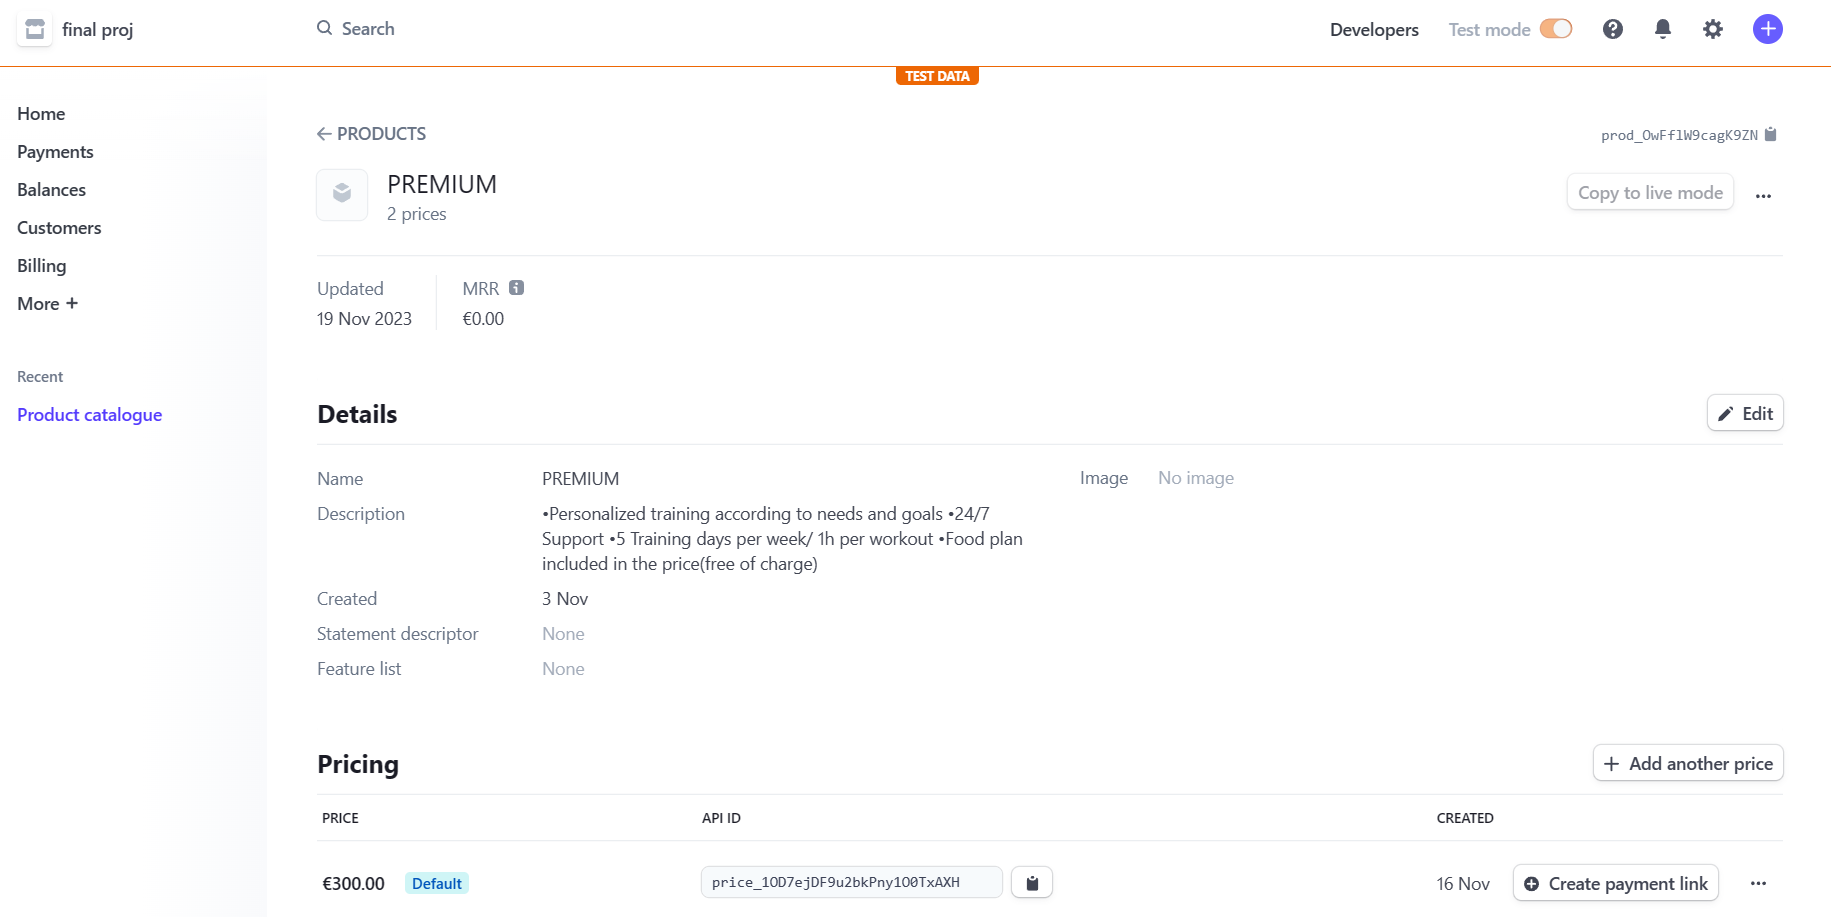 final proj
Search
Developers
Test mode
TEST DATA
Home
Payments
Balances
Customers
Billing
More +
Recent
Product catalogue
← PRODUCTS
prod_OwFflW9cagK9ZN
PREMIUM
2 prices
Copy to live mode
Updated
19 Nov 2023
MRR
€0.00
Details
Edit
Name
PREMIUM
Image
No image
Description
•Personalized training according to needs and goals •24/7
Support •5 Training days per week/ 1h per workout •Food plan
included in the price(free of charge)
Created
3 Nov
Statement descriptor
None
Feature list
None
Pricing
+ Add another price
PRICE
API ID
CREATED
€300.00
Default
price_1OD7ejDF9u2bkPny1O0TxAXH
16 Nov
Create payment link